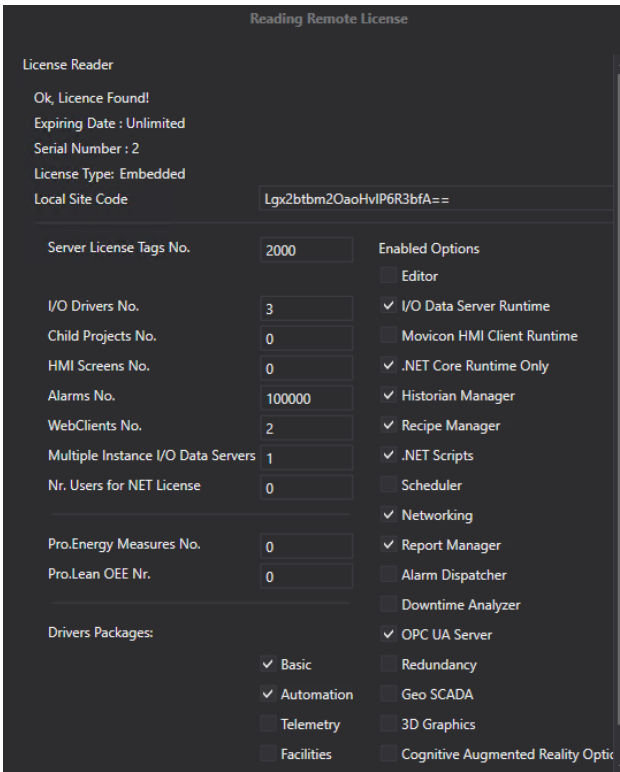 Reading Remote License
License Reader
Ok, Licence Found!
Expiring Date : Unlimited
Serial Number : 2
License Type: Embedded
Local Site Code Lgx2btbm2OaoHvIP6R3bfA==
Server License Tags No. 2000 Enabled Options
Editor
I/O Drivers No. 3 I/O Data Server Runtime
Child Projects No. 0 Movicon HMI Client Runtime
HMI Screens No. 0 .NET Core Runtime Only
Alarms No. 100000 Historian Manager
WebClients No. 2 Recipe Manager
Multiple Instance I/O Data Servers 1 .NET Scripts
Nr. Users for NET License 0 Scheduler
Networking
Pro.Energy Measures No. 0 Report Manager
Pro.Lean OEE Nr. 0 Alarm Dispatcher
Downtime Analyzer
Drivers Packages: OPC UA Server
Basic Redundancy
Automation Geo SCADA
Telemetry 3D Graphics
Facilities Cognitive Augmented Reality Optic